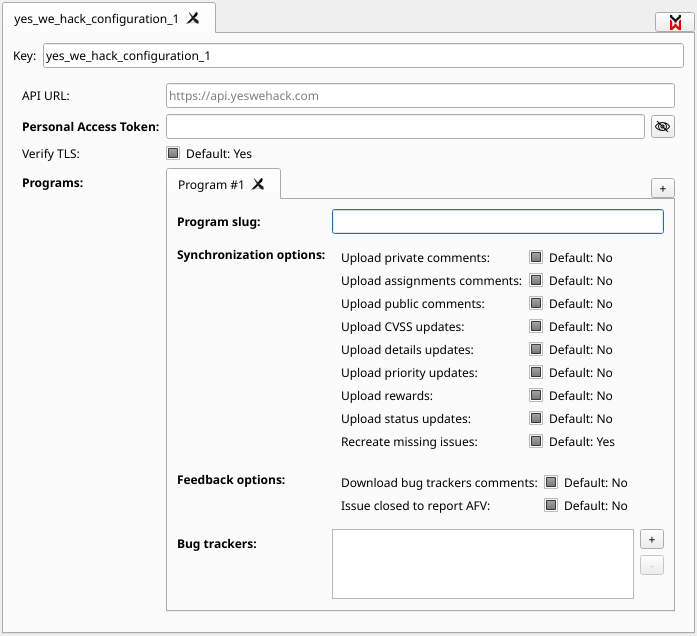 yes_we_hack_configuration_1
Key: yes_we_hack_configuration_1
API URL: https://api.yeswehack.com
Personal Access Token:
Verify TLS: Default: Yes
Programs: Program #1 +
Program slug:
Synchronization options: Upload private comments: Default: No
Upload assignments comments: Default: No
Upload public comments: Default: No
Upload CVSS updates: Default: No
Upload details updates: Default: No
Upload priority updates: Default: No
Upload rewards: Default: No
Upload status updates: Default: No
Recreate missing issues: Default: Yes
Feedback options: Download bug trackers comments: Default: No
Issue closed to report AFV: Default: No
Bug trackers: +
-